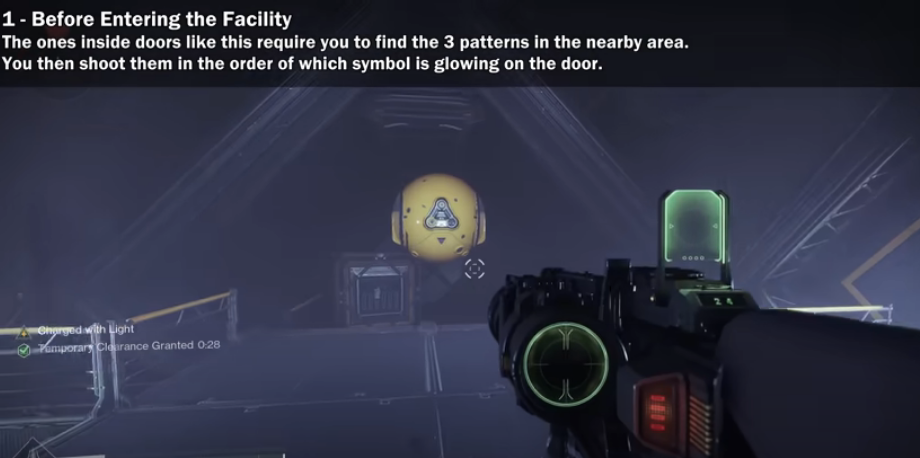 1 - Before Entering the Facility
The ones inside doors like this require you to find the 3 patterns in the nearby area.
You then shoot them in the order of which symbol is glowing on the door.
24
Charged with Light
Temporary Clearance Granted 0:28